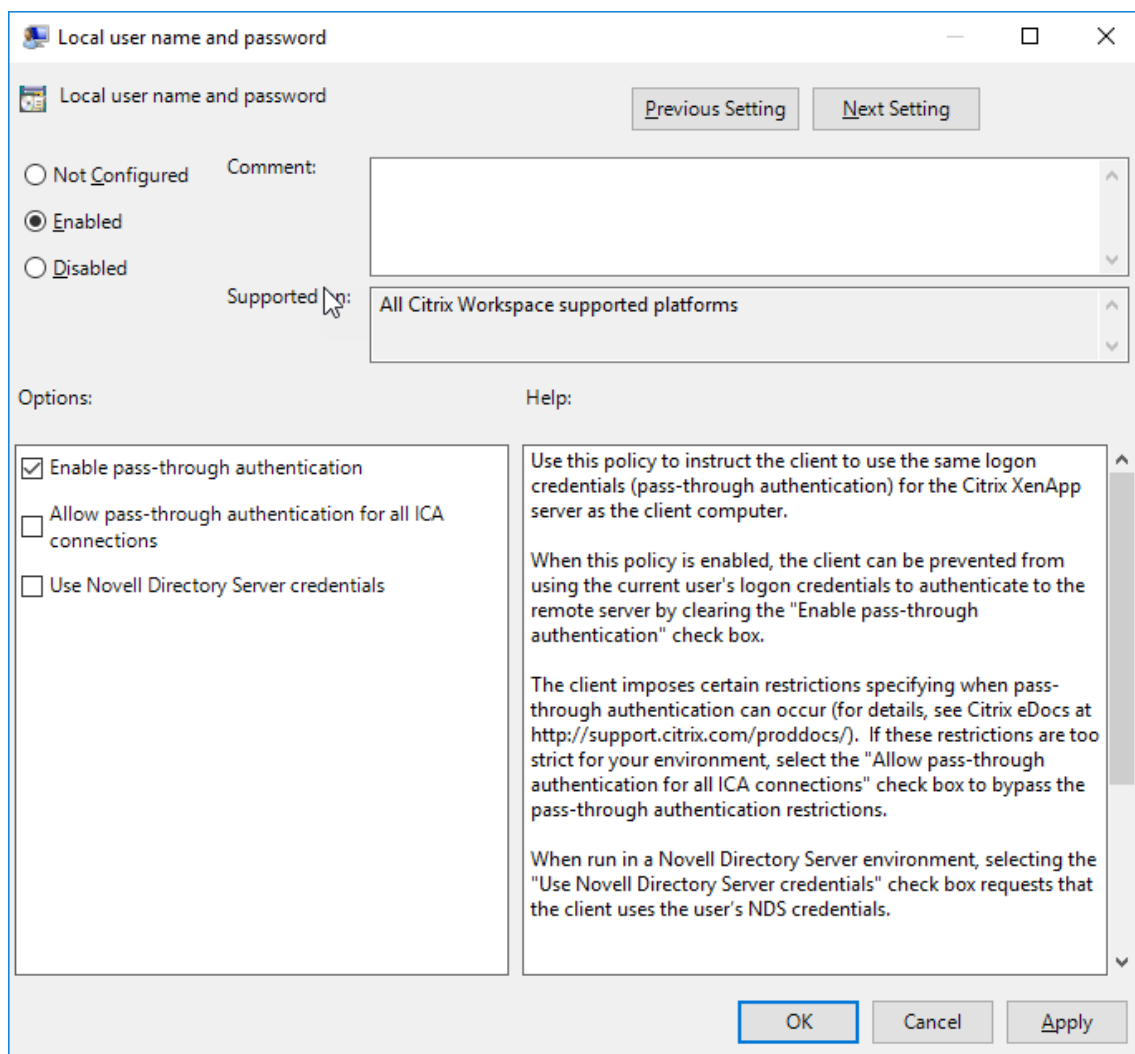 Local user name and password
Local user name and password
Previous Setting
Next Setting
Not Configured
Comment:
Enabled
Disabled
Supported on:
All Citrix Workspace supported platforms
Options:
Help:
Enable pass-through authentication
Allow pass-through authentication for all ICA
connections
Use Novell Directory Server credentials
Use this policy to instruct the client to use the same logon
credentials (pass-through authentication) for the Citrix XenApp
server as the client computer.
When this policy is enabled, the client can be prevented from
using the current user's logon credentials to authenticate to the
remote server by clearing the "Enable pass-through
authentication" check box.
The client imposes certain restrictions specifying when pass-
through authentication can occur (for details, see Citrix eDocs at
http://support.citrix.com/proddocs/).  If these restrictions are too
strict for your environment, select the "Allow pass-through
authentication for all ICA connections" check box to bypass the
pass-through authentication restrictions.
When run in a Novell Directory Server environment, selecting the
"Use Novell Directory Server credentials" check box requests that
the client uses the user’s NDS credentials.
OK
Cancel
Apply